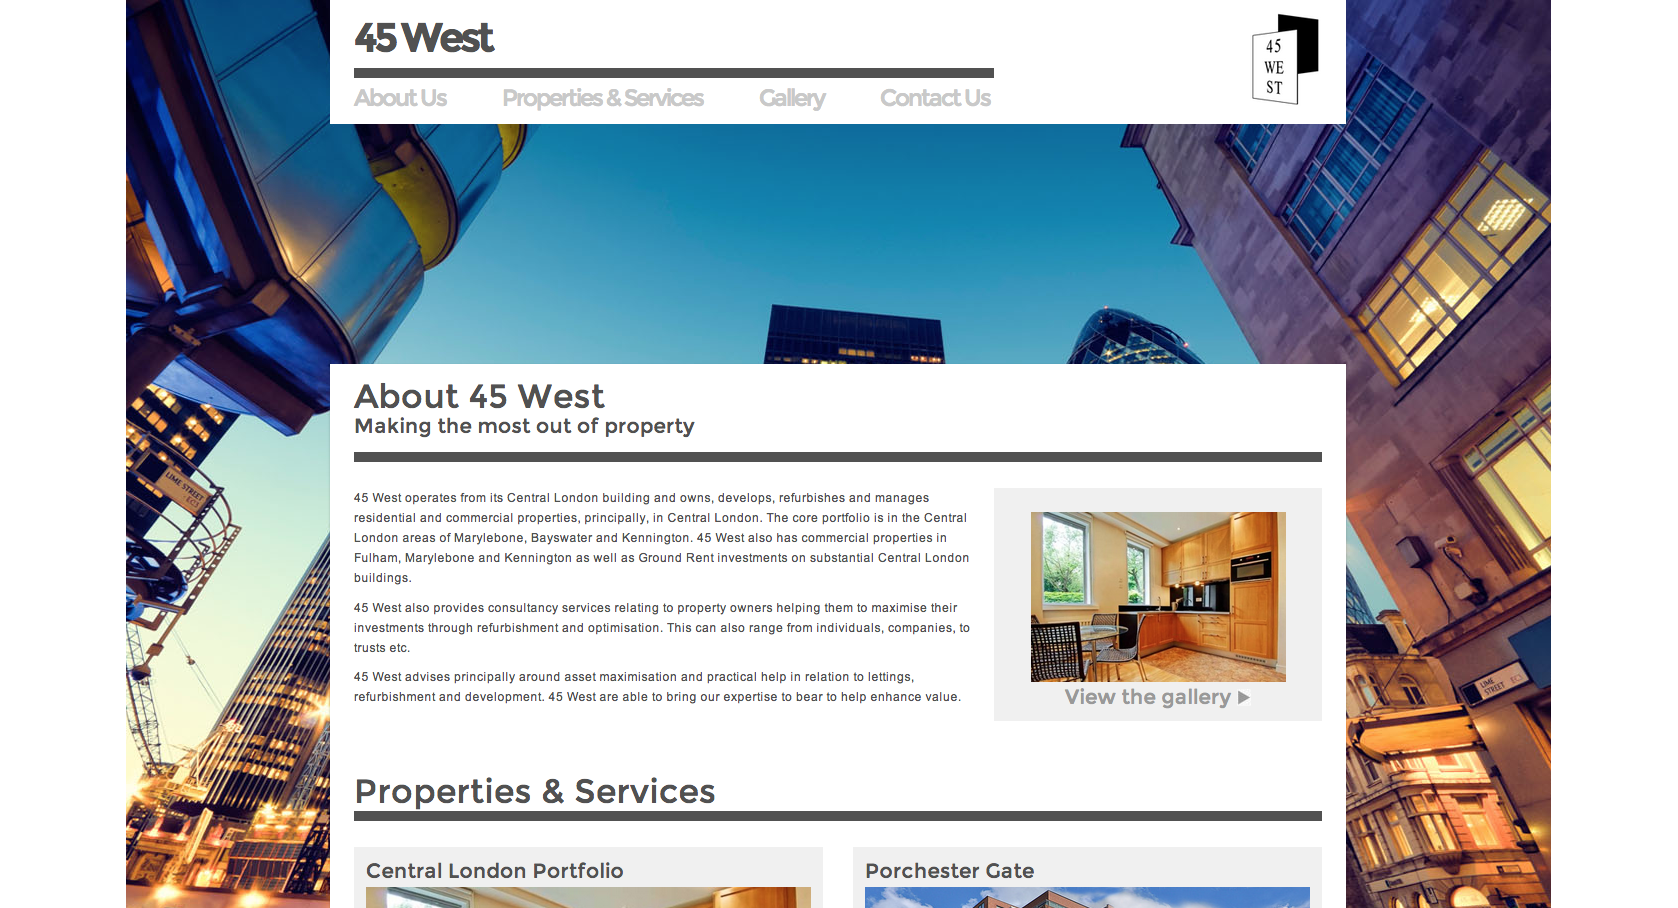 45 West
45
WE
ST
About Us Properties & Services Gallery Contact Us
About 45 West
Making the most out of property
45 West operates from its Central London building and owns, develops, refurbishes and manages
residential and commercial properties, principally, in Central London. The core portfolio is in the Central
London areas of Marylebone, Bayswater and Kennington. 45 West also has commercial properties in
Fulham, Marylebone and Kennington as well as Ground Rent investments on substantial Central London
buildings.
45 West also provides consultancy services relating to property owners helping them to maximise their
investments through refurbishment and optimisation. This can also range from individuals, companies, to
trusts etc.
45 West advises principally around asset maximisation and practical help in relation to lettings,
refurbishment and development. 45 West are able to bring our expertise to bear to help enhance value.
View the gallery
Properties & Services
Central London Portfolio
Porchester Gate
LIME STREET
EC3
LIME
STREET EC3